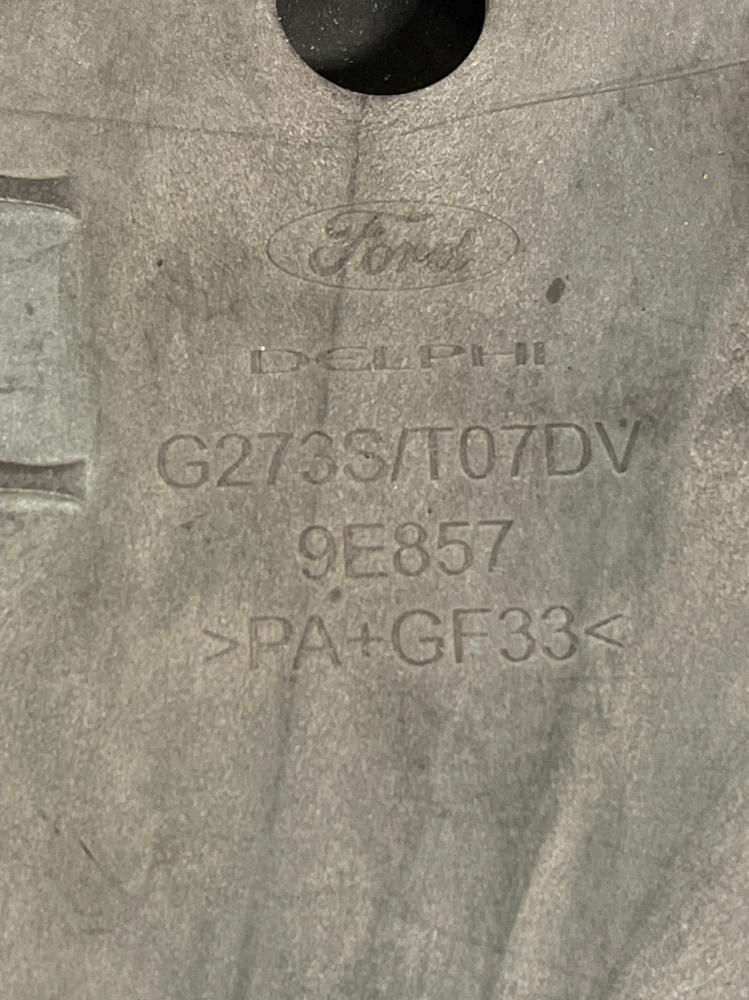 Ford
DELPHI
G273S/T07DV
9E857
>PA+GF33<